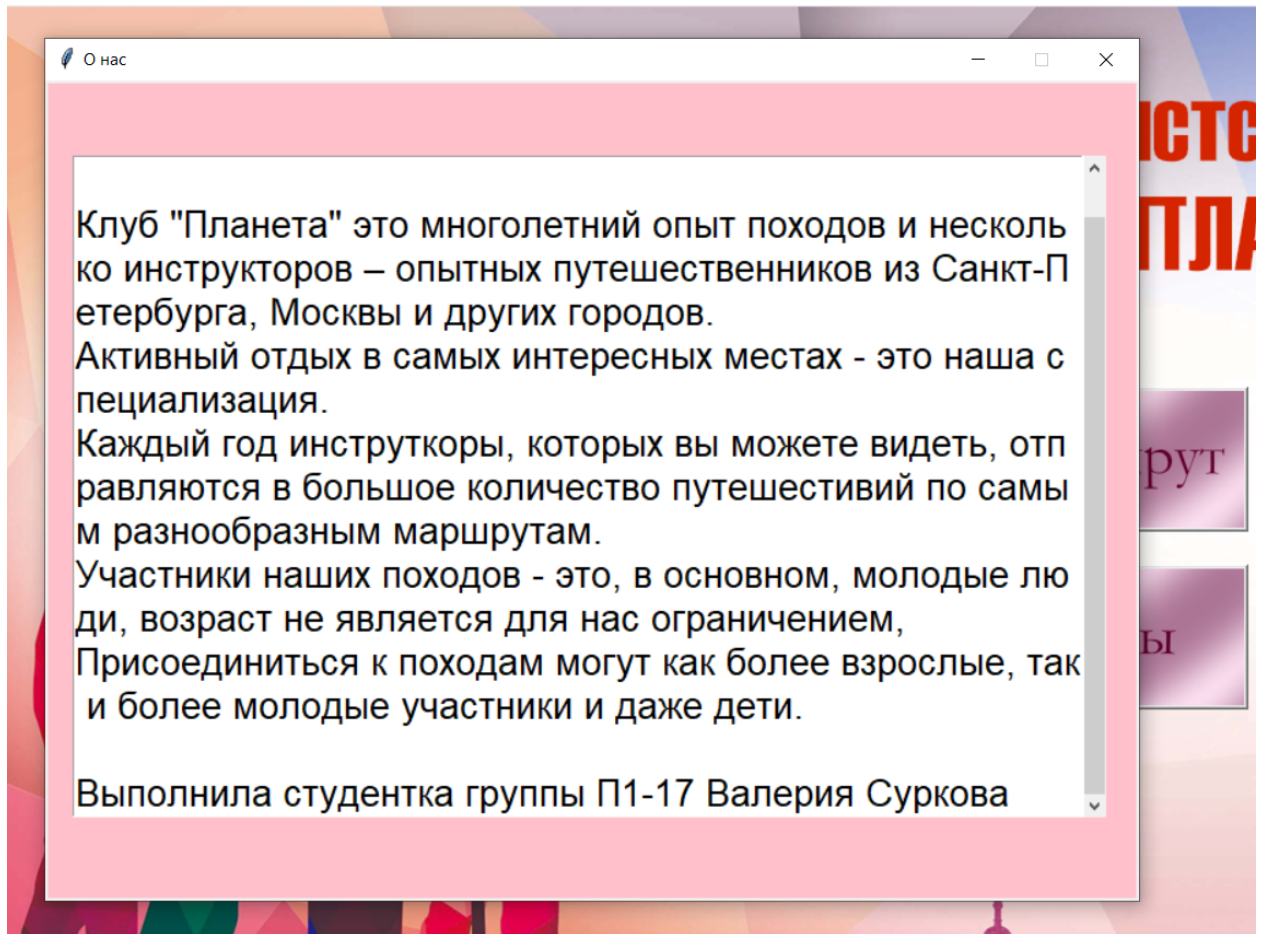 О нас
Клуб "Планета" это многолетний опыт походов и несколь
ко инструкторов – опытных путешественников из Санкт-П
етербурга, Москвы и других городов.
Активный отдых в самых интересных местах - это наша с
пециализация.
Каждый год инструткоры, которых вы можете видеть, отп
равляются в большое количество путешестивий по самы
м разнообразным маршрутам.
Участники наших походов - это, в основном, молодые лю
ди, возраст не является для нас ограничением,
Присоединиться к походам могут как более взрослые, так
и более молодые участники и даже дети.
Выполнила студентка группы П1-17 Валерия Суркова